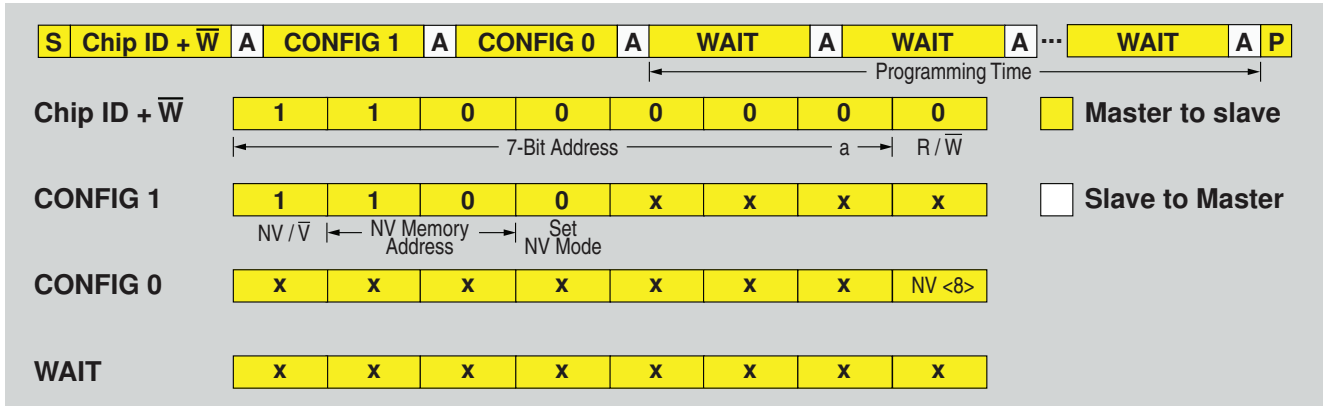 S Chip ID + W̅ A CONFIG 1 A CONFIG 0 A WAIT A WAIT A ... WAIT A P
Programming Time
Chip ID + W̅ 1 1 0 0 0 0 0 0 Master to slave
7-Bit Address a R / W̅
CONFIG 1 1 1 0 0 x x x x Slave to Master
NV / V̅ NV Memory Address Set NV Mode
CONFIG 0 x x x x x x x NV <8>
WAIT x x x x x x x x